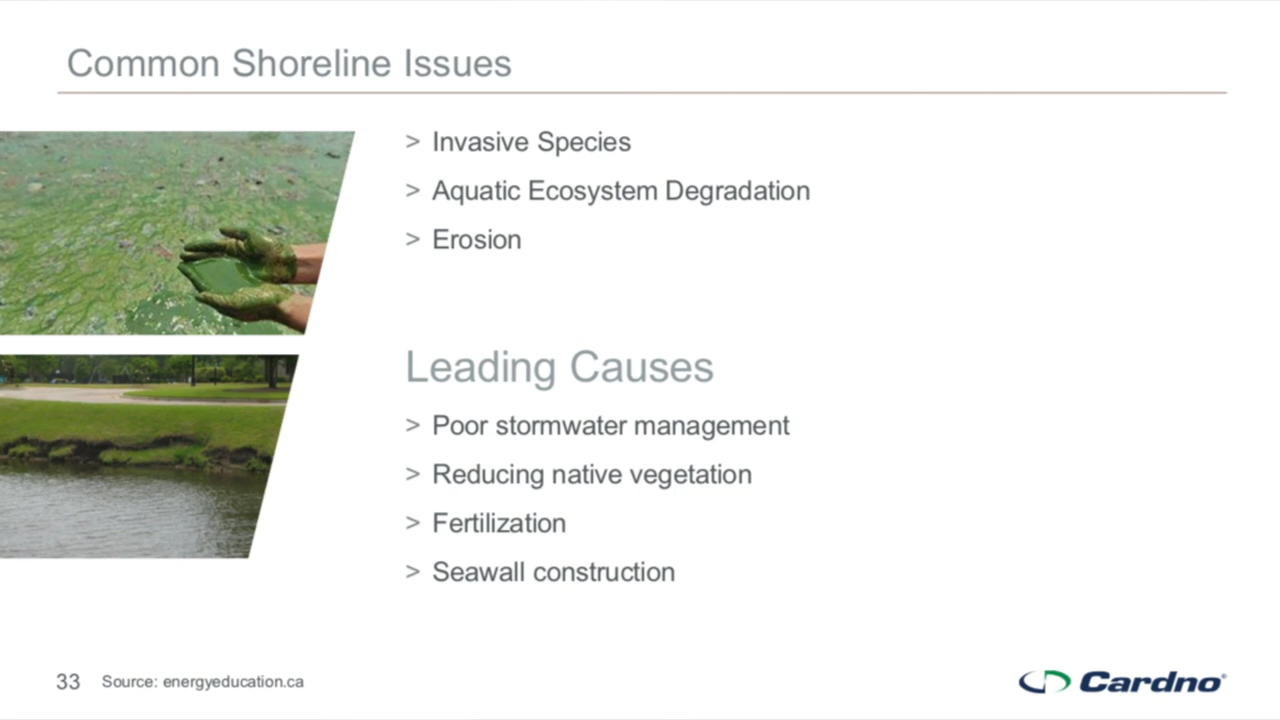 Common Shoreline Issues
> Invasive Species
> Aquatic Ecosystem Degradation
> Erosion
Leading Causes
> Poor stormwater management
> Reducing native vegetation
> Fertilization
> Seawall construction
33 Source: energyeducation.ca
Cardno®